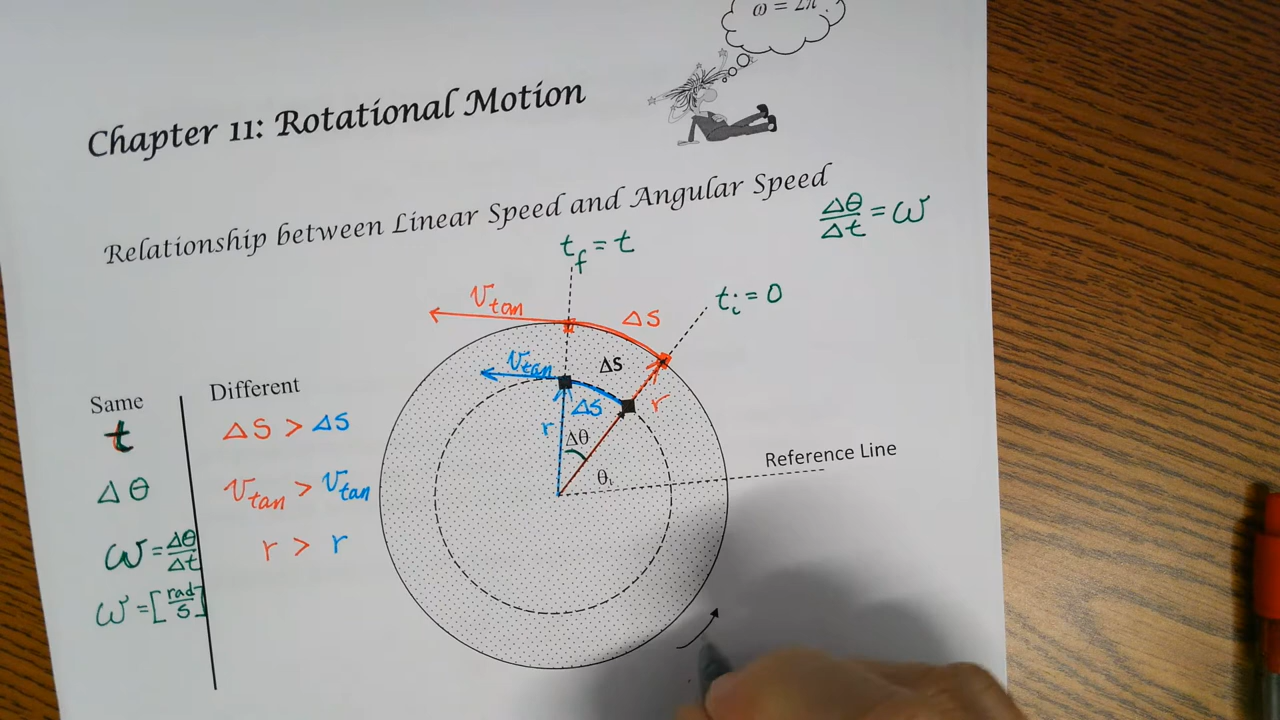 ω = 2π
Chapter 11: Rotational Motion
Relationship between Linear Speed and Angular Speed
Δθ/Δt = ω
t_f = t
t_i = 0
v_tan
Δs
v_tan
Δs
Δs
r
r
Δθ
θ₁
Reference Line
Same
Different
t
Δs > Δs
Δθ
v_tan > v_tan
ω = Δθ/Δt
r > r
ω = [rad/s]